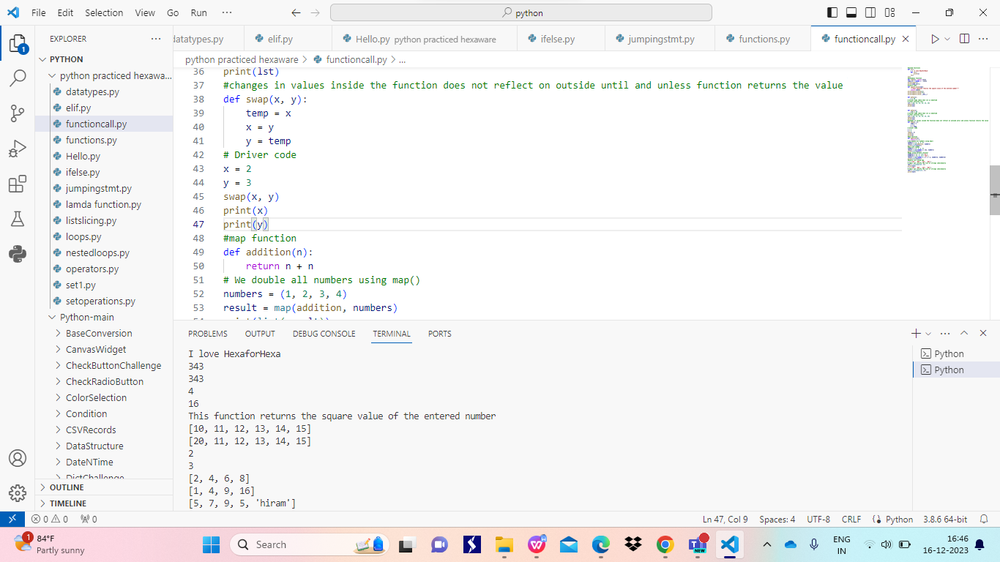 File Edit Selection View Go Run ··· python
EXPLORER ···
PYTHON
python practiced hexawa...
datatypes.py
elif.py
functioncall.py
functions.py
Hello.py
ifelse.py
jumpingstmt.py
lamda function.py
listslicing.py
loops.py
nestedloops.py
operators.py
set1.py
setoperations.py
Python-main
BaseConversion
CanvasWidget
CheckButtonChallenge
CheckRadioButton
ColorSelection
Condition
CSVRecords
DataStructure
DateNTime
DictChallenge
OUTLINE
TIMELINE
1
datatypes.py elif.py Hello.py python practiced hexaware ifelse.py jumpingstmt.py functions.py functioncall.py
python practiced hexaware > functioncall.py > ...
36 print(lst)
37 #changes in values inside the function does not reflect on outside until and unless function returns the value
38 def swap(x, y):
39     temp = x
40     x = y
41     y = temp
42 # Driver code
43 x = 2
44 y = 3
45 swap(x, y)
46 print(x)
47 print(y)
48 #map function
49 def addition(n):
50     return n + n
51 # We double all numbers using map()
52 numbers = (1, 2, 3, 4)
53 result = map(addition, numbers)
54 print(list(result))
PROBLEMS OUTPUT DEBUG CONSOLE TERMINAL PORTS
I love HexaforHexa
343
343
4
16
This function returns the square value of the entered number
[10, 11, 12, 13, 14, 15]
[20, 11, 12, 13, 14, 15]
2
3
[2, 4, 6, 8]
[1, 4, 9, 16]
[5, 7, 9, 5, 'hiram']
Python
Python
0 0 0 Ln 47, Col 9 Spaces: 4 UTF-8 CRLF Python 3.8.6 64-bit
1 84°F
Partly sunny
Search
NEW
ENG
IN
16:46
16-12-2023